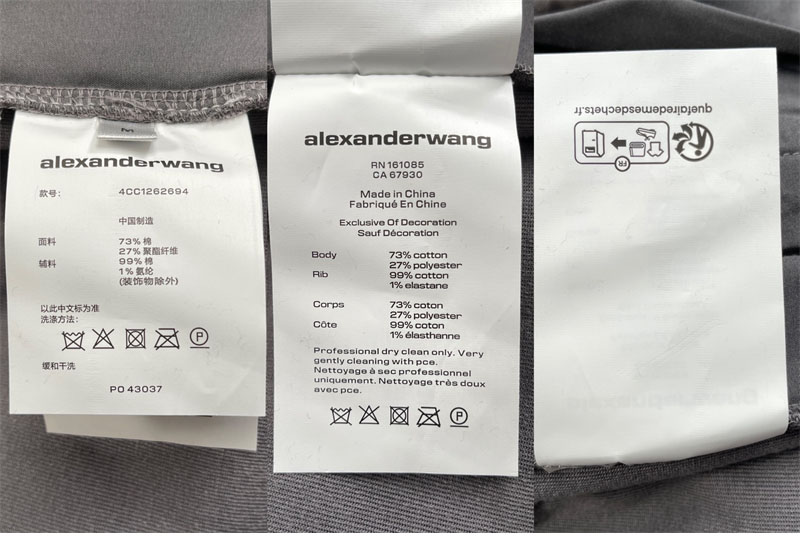 M
alexanderwang
款号: 4CC1262694
中国制造
面料 73% 棉
27% 聚酯纤维
辅料 99% 棉
1% 氨纶
(装饰物除外)
以此中文标为准
洗涤方法:
P
缓和干洗
PO 43037
alexanderwang
RN 161085
CA 67930
Made in China
Fabriqué En Chine
Exclusive Of Decoration
Sauf Décoration
Body 73% cotton
27% polyester
Rib 99% cotton
1% elastane
Corps 73% coton
27% polyester
Côte 99% coton
1% élasthanne
Professional dry clean only. Very
gently cleaning with pce.
Nettoyage à sec professionnel
uniquement. Nettoyage très doux
avec pce.
P
FR
quefairedemesdechets.fr